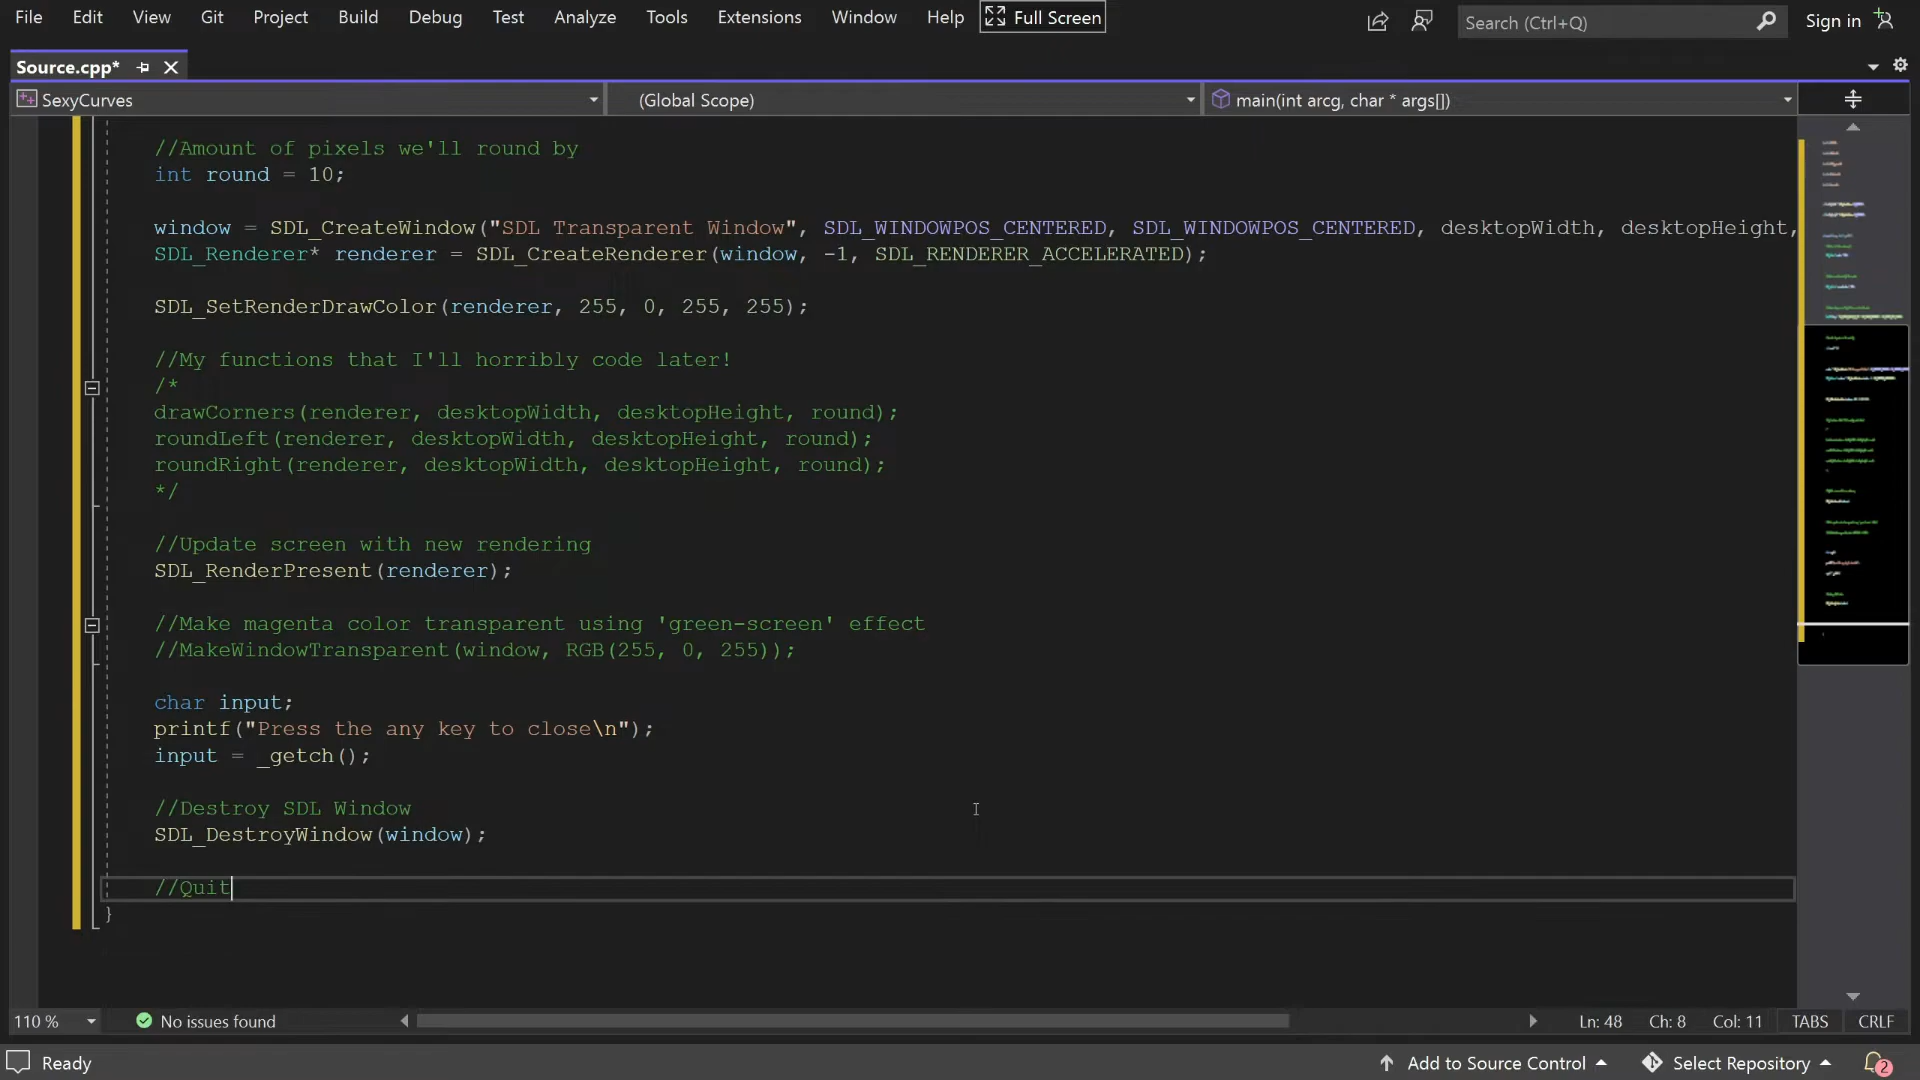 File Edit View Git Project Build Debug Test Analyze Tools Extensions Window Help Full Screen Search (Ctrl+Q) Sign in
Source.cpp*
SexyCurves (Global Scope) main(int arcg, char * args[])
//Amount of pixels we'll round by
int round = 10;
window = SDL_CreateWindow("SDL Transparent Window", SDL_WINDOWPOS_CENTERED, SDL_WINDOWPOS_CENTERED, desktopWidth, desktopHeight,
SDL_Renderer* renderer = SDL_CreateRenderer(window, -1, SDL_RENDERER_ACCELERATED);
SDL_SetRenderDrawColor(renderer, 255, 0, 255, 255);
//My functions that I'll horribly code later!
/*
drawCorners(renderer, desktopWidth, desktopHeight, round);
roundLeft(renderer, desktopWidth, desktopHeight, round);
roundRight(renderer, desktopWidth, desktopHeight, round);
*/
//Update screen with new rendering
SDL_RenderPresent(renderer);
//Make magenta color transparent using 'green-screen' effect
//MakeWindowTransparent(window, RGB(255, 0, 255));
char input;
printf("Press the any key to close\n");
input = _getch();
//Destroy SDL Window
SDL_DestroyWindow(window);
//Quit
}
110 % No issues found Ln: 48 Ch: 8 Col: 11 TABS CRLF
Ready Add to Source Control Select Repository 2